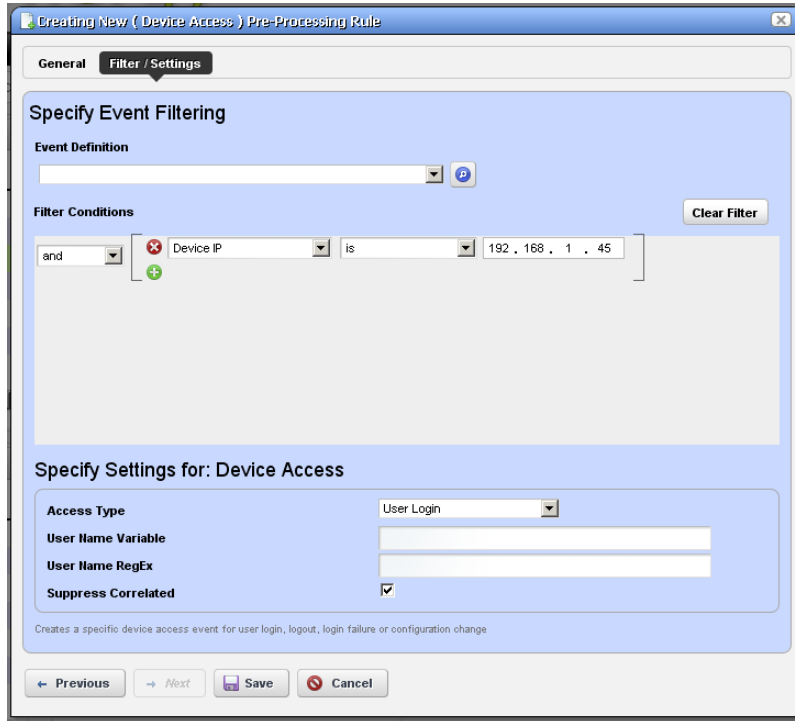 Creating New ( Device Access ) Pre-Processing Rule
General Filter / Settings
Specify Event Filtering
Event Definition
Filter Conditions Clear Filter
and Device IP is 192 . 168 . 1 . 45
Specify Settings for: Device Access
Access Type User Login
User Name Variable
User Name RegEx
Suppress Correlated
Creates a specific device access event for user login, logout, login failure or configuration change
Previous Next Save Cancel